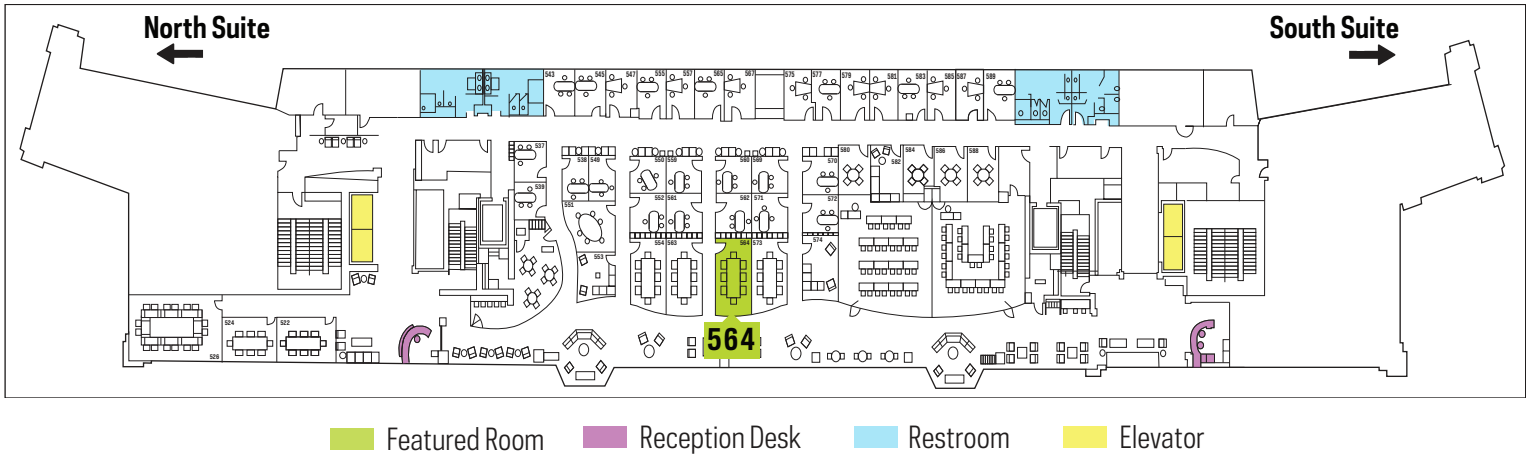 North Suite
South Suite
543 545 547 555 557 565 567 575 577 579 581 583 585 587 589
537 538 549 550 559 560 569 570 580 582 584 586 588
539 552 561 562 571 572
551
553 554 563 564 573 574
526 524 522
564
Featured Room
Reception Desk
Restroom
Elevator